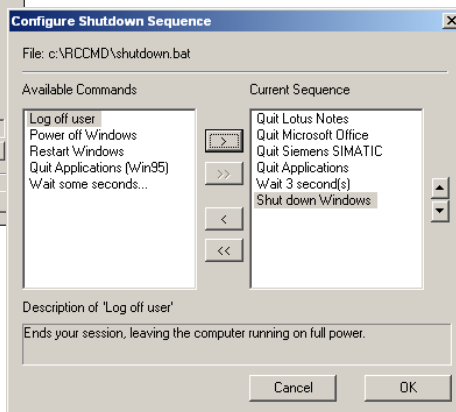 Configure Shutdown Sequence
File: c:\RCCMD\shutdown.bat
Available Commands
Log off user
Power off Windows
Restart Windows
Quit Applications (Win95)
Wait some seconds...
>
>>
<
<<
Current Sequence
Quit Lotus Notes
Quit Microsoft Office
Quit Siemens SIMATIC
Quit Applications
Wait 3 second(s)
Shut down Windows
Description of 'Log off user'
Ends your session, leaving the computer running on full power.
Cancel
OK